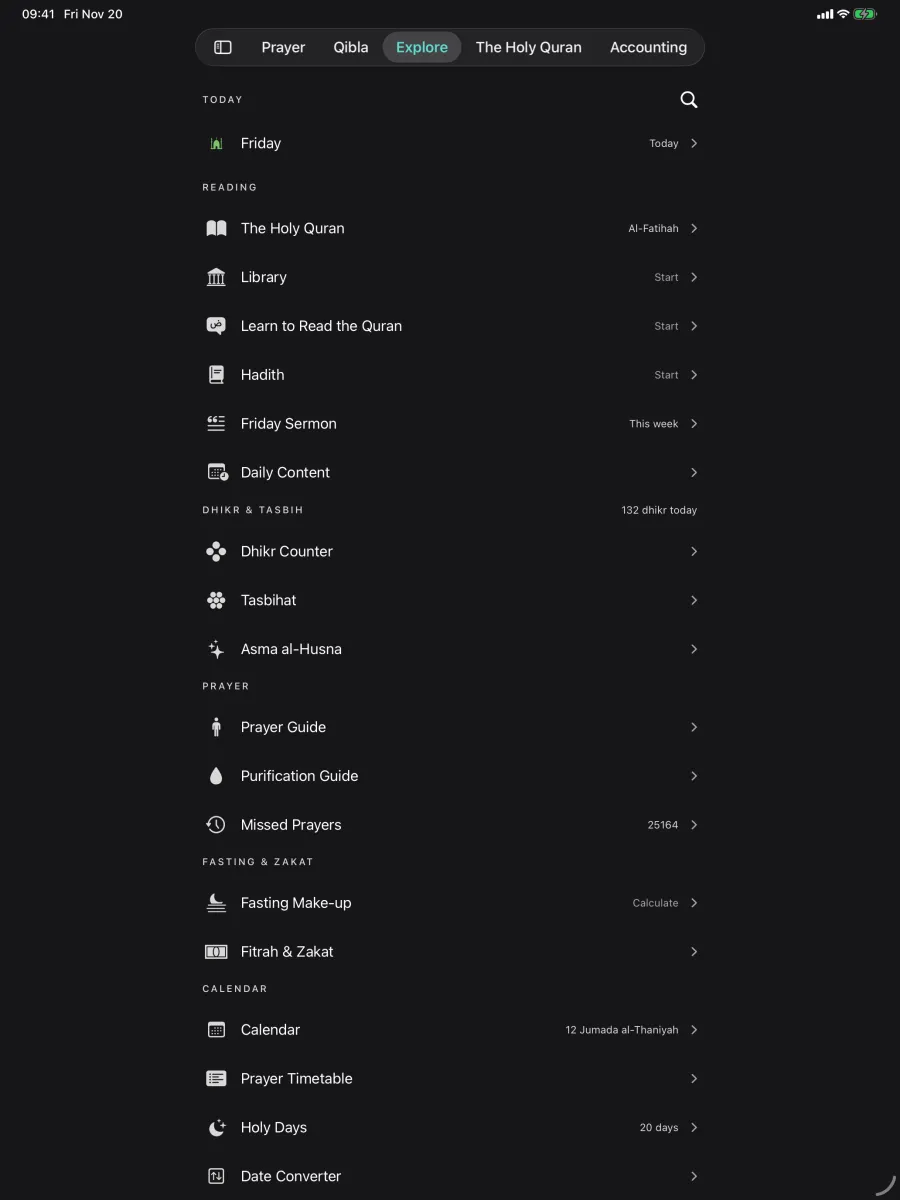 09:41 Fri Nov 20
Prayer Qibla Explore The Holy Quran Accounting
TODAY
Friday Today
READING
The Holy Quran Al-Fatihah
Library Start
Learn to Read the Quran Start
Hadith Start
Friday Sermon This week
Daily Content
DHIKR & TASBIH 132 dhikr today
Dhikr Counter
Tasbihat
Asma al-Husna
PRAYER
Prayer Guide
Purification Guide
Missed Prayers 25164
FASTING & ZAKAT
Fasting Make-up Calculate
Fitrah & Zakat
CALENDAR
Calendar 12 Jumada al-Thaniyah
Prayer Timetable
Holy Days 20 days
Date Converter